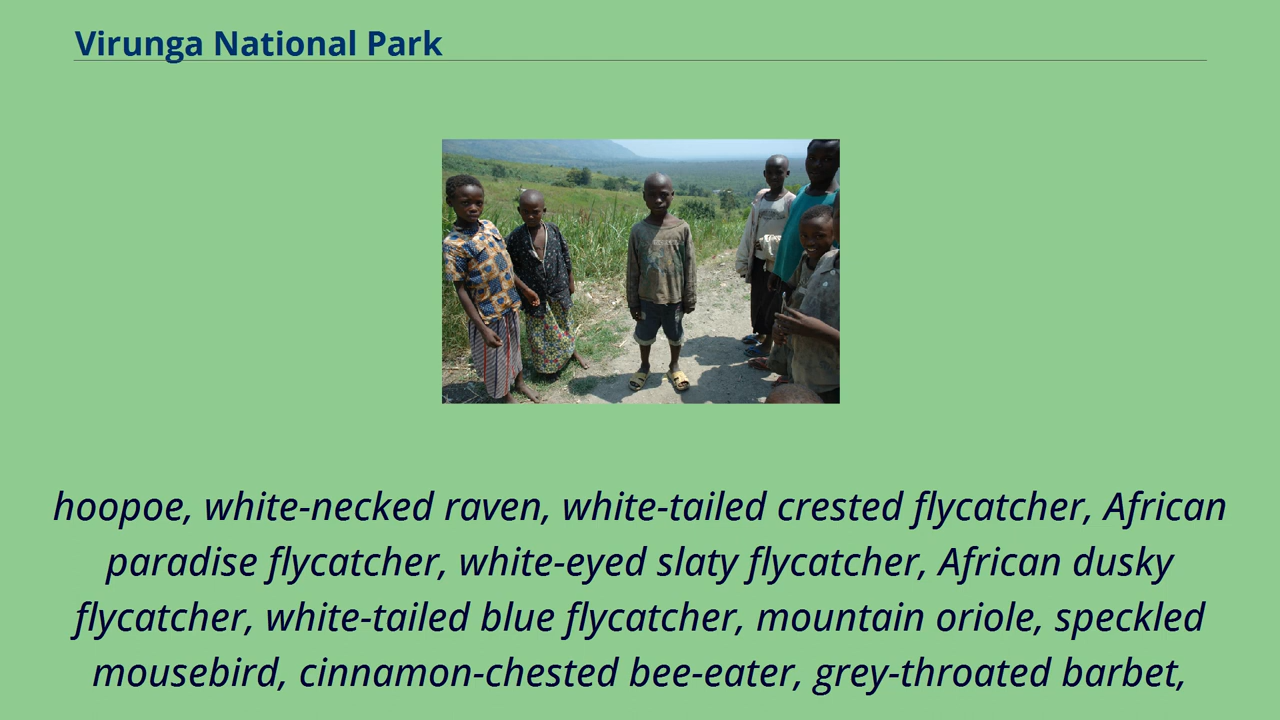 Virunga National Park
hoopoe, white-necked raven, white-tailed crested flycatcher, African
paradise flycatcher, white-eyed slaty flycatcher, African dusky
flycatcher, white-tailed blue flycatcher, mountain oriole, speckled
mousebird, cinnamon-chested bee-eater, grey-throated barbet,